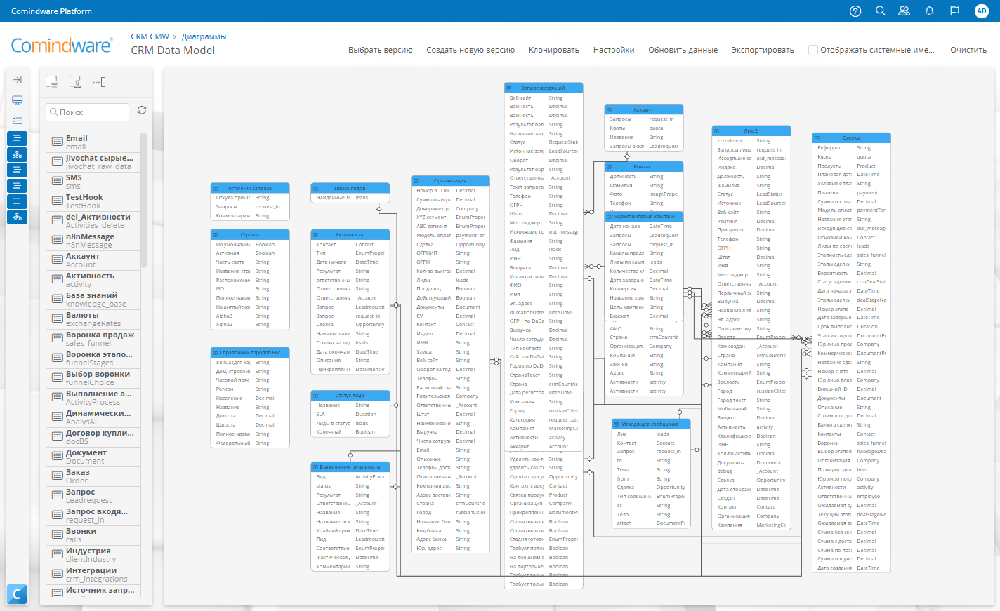 Comindware Platform
AD
Comindware
CRM CMW > Диаграммы
CRM Data Model
Выбрать версию
Создать новую версию
Клонировать
Настройки
Обновить данные
Экспортировать
Отображать системные име...
Очистить
Поиск
Email
email
Jivochat сырые...
Jivochat_raw_data
SMS
sms
TestHook
TestHook
del_Активности
Activities_delete
n8nMessage
n8nMessage
Аккаунт
Account
Активность
activity
База знаний
knowledge_base
Валюты
exchangeRates
Воронка продаж
sales_funnel
Воронка этапо...
funnelStages
Выбор воронки
funnelChoice
Выполнение а...
ActivityProcess
Динамически...
AnalysAI
Договор купли...
docBS
Документ
Document
Заказ
Order
Запрос
Leadrequest
Запрос входя...
request_in
Звонки
calls
Индустрия
clientIndustry
Интеграции
crm_integrations
Источник запр...
Источник запроса
Откуда прише String
Запросы request_in
Комментарии String
Страны
По умолчани Boolean
Активная Boolean
Часть света String
Название стр String
Расположени String
ISO String
Полное наим String
На английско String
Alpha3 String
Alpha2 String
Справочник городов Рос
Улица (для ка String
Дом, строени String
Часовой пояс String
Регион String
Население Decimal
Название String
Долгота Decimal
Широта Decimal
Полное назва String
Федеральный String
Поиск лидов
Найденные л leads
Активность
Контакт Contact
Тип EnumPrope
Дата начала DateTime
Результат String
ответственны String
Ответственны _Account
Запрос Leadrequest
Запрос request_in
Сделка Opportunity
Наименовани String
Ссылка на ли leads
Дата окончан DateTime
Описание String
Прикреплен DocumentP
Статус лида
Название String
SLA Duration
Лиды в статус leads
Конечный Boolean
Выполнение активности
Вид ActivityProc
status String
Результат String
Ответственны _Account
Название String
Название экз String
Крайний срок DateTime
Лид Leadrequest
Соответствие EnumPrope
Фактическая DateTime
Комментарий String
Организация
Номер в ТОП Decimal
Сумма выигра Decimal
Дочерние орг Company
XYZ-сегмент EnumProper
ABC-сегмент EnumProper
Модель оплат paymentTer
Сделка Opportunity
ОГРНИП String
ОГРН String
Кол-во выигр Decimal
Лиды leads
Продавец Boolean
Действующий Boolean
Документы Document
CV Decimal
Контакт Contact
Индекс Decimal
ИНН String
Улица String
Веб-сайт String
Оборот за год Decimal
Телефон String
Расчетный сч String
Родительская Company
Ответственны _Account
Штат Decimal
Наименовани String
Выручка Decimal
Число сотруд Decimal
Email String
Описание String
Телефон дост String
Ответственны _Account
Компания дос String
Адрес достав String
Страна crmCountrie
Город russianCities
Название бан String
Код банка String
Адрес банка String
Юр. адрес String
Запрос входящий
Веб-сайт String
Важность Decimal
Важность Decimal
Результат вал String
Название зап String
Статус RequestStat
Источник зап LeadSources
Оборот Decimal
Результат обр String
Ответственны _Account
Текст запроса String
Телефон String
ОГРН String
Штат Decimal
Мессенджер String
Исходящие со out_messag
Фамилия String
Лид leads
ИНН String
Выручка Decimal
Кол-во активн Decimal
ФИО String
Имя String
Эл. адрес String
dCreationDate DateTime
ОГРН по DaDa String
Выручка Decimal
Число сотруд Decimal
Тип контакта String
Сайт по DaDat String
Город по DaD String
СтранаТекст String
Страна crmCountrie
Дата регистра DateTime
Компания String
Город russianCities
Категория request_cate
Кампания MarketingCa
Активности activity
Аккаунт Account
Удалить как-т String
удалить как-т String
Сделка с доку Opportunity
Контакт с доку Contact
Связка продук Product
Организация Company
Прикреплен DocumentPr
Согласован с Boolean
Согласован в Boolean
Стадия готовн EnumProper
Требует полн Boolean
На внешнем с Boolean
На внутренне Boolean
Требует тольк Boolean
Требует тольк Boolean
Аккаунт
Запросы request_in
Квоты quota
Название String
Запросы акка Leadrequest
Контакт
Должность String
Фамилия String
Фото ImagePrope
Телефон String
Маркетинговые кампани
Дата начала DateTime
Запросы Leadrequest
Запросы request_in
Каналы прод String
Лиды по камп leads
Количество к Decimal
Дата заверше DateTime
Конверсия Decimal
Название кам String
Цель кампани String
Бюджет Decimal
ФИО String
Страна crmCountrie
Организация Company
Компания String
Звонки String
Адрес String
Активности activity
Активности activity
Исходящее сообщение
Лид leads
Контакт Contact
Запрос request_in
to String
Тема String
from String
Сделка Opportunity
Тип сообщен EnumPrope
cc String
Тело String
attach DocumentP
Лид 2
zzzz-delete String
Запросы лида request_in
Исходящие со out_messag
Индекс Decimal
Должность String
Фамилия String
Статус LeadStatus
Источник LeadSources
Веб-сайт String
Рейтинг Decimal
Приоритет Decimal
Телефон String
ОГРН String
Штат Decimal
Имя String
Мессенджер String
Ответственны _Account
Первичный за String
Выручка Decimal
Название лид String
Эл. адрес String
Описание лид String
Валюта EnumProper
Кем создан _Account
Страна crmCountrie
Компания String
Комментарий String
Зрелость EnumProper
Город russianCities
Город текст String
Мобильный String
Бюджет Decimal
Активность activity
Квалифициро Boolean
ИНН String
Кол-во активн Decimal
Документы Document
debug _Account
Сделка Opportunity
Дата отображ DateTime
Создан DateTime
Контакт Contact
Организация Company
Кампания MarketingCa
Сделка
Реферрал String
Квота quota
Продукты Product
Плановая дат DateTime
Условия оплат String
Платежи payment
Сумма по пла Decimal
Модель оплат paymentTer
Название эта String
Исходящие со out_messag
Основной кон Contact
Лиды по сдел leads
Этапность сд sales_funnel
Этапы сделки String
Вероятность Decimal
Статус сделки crmDealStat
Дата начала э DateTime
Этапы сделки dealStageNe
Номер этапа Decimal
Дата заверше DateTime
Срок выполне Duration
Этап из спров DocumentPr
Юр лицо прод Company
Коммерческо DocumentPr
Название сде String
Номер счета Decimal
Юр лицо влад Company
Внешний ID Decimal
Документы Document
Описание String
Стоимость до Decimal
Валюта сделк String
Контакты Contact
Воронки sales_funnel
Выбор этапов fullStageDea
Организация Company
Позиции сдел Item
Юр лицо поку Company
Активности activity
Ответственны employee
Ожидаемая су Decimal
Текущий этап dealStageNe
Ожидаемая да DateTime
Сумма без ски Decimal
Сумма с доста Decimal
Сумма по поз Decimal
Сумма получе Decimal
Дата создани DateTime